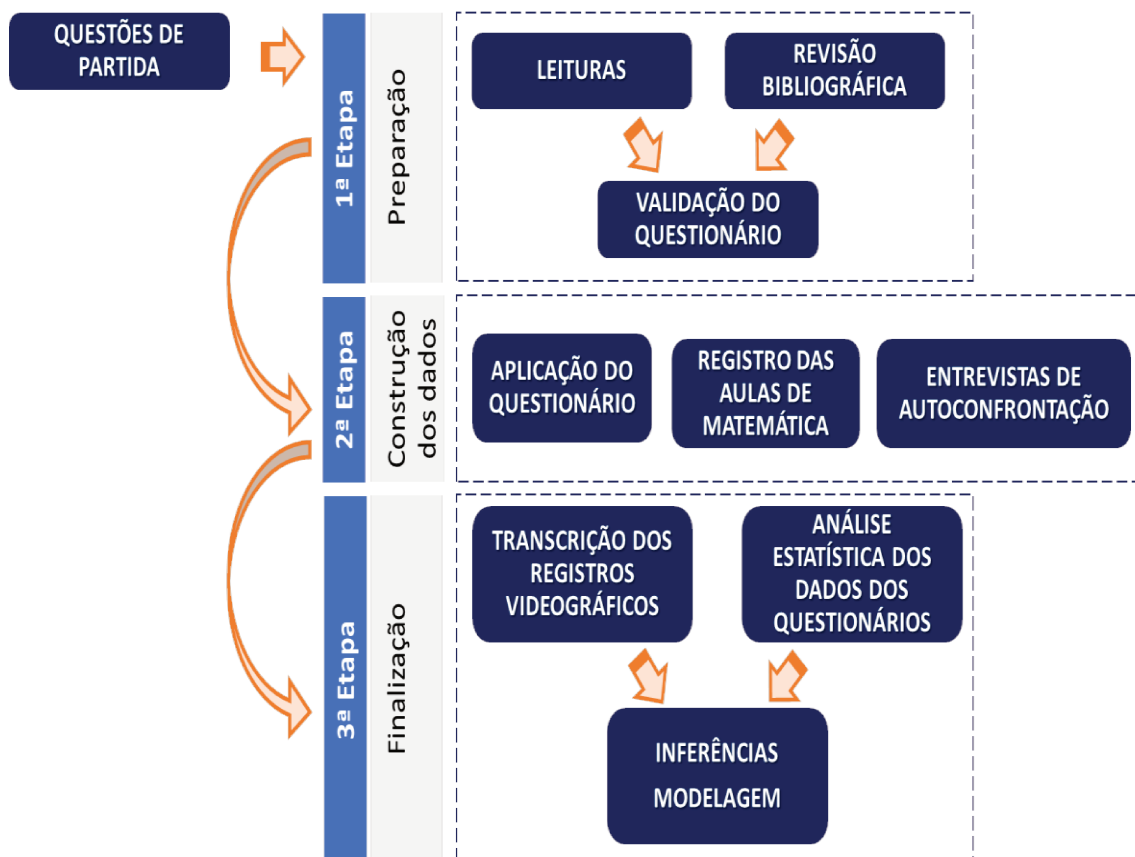 QUESTÕES DE
PARTIDA
1ª Etapa
Preparação
LEITURAS
REVISÃO
BIBLIOGRÁFICA
VALIDAÇÃO DO
QUESTIONÁRIO
2ª Etapa
Construção
dos dados
APLICAÇÃO DO
QUESTIONÁRIO
REGISTRO DAS
AULAS DE
MATEMÁTICA
ENTREVISTAS DE
AUTOCONFRONTAÇÃO
3ª Etapa
Finalização
TRANSCRIÇÃO DOS
REGISTROS
VIDEOGRÁFICOS
ANÁLISE
ESTATÍSTICA DOS
DADOS DOS
QUESTIONÁRIOS
INFERÊNCIAS
MODELAGEM